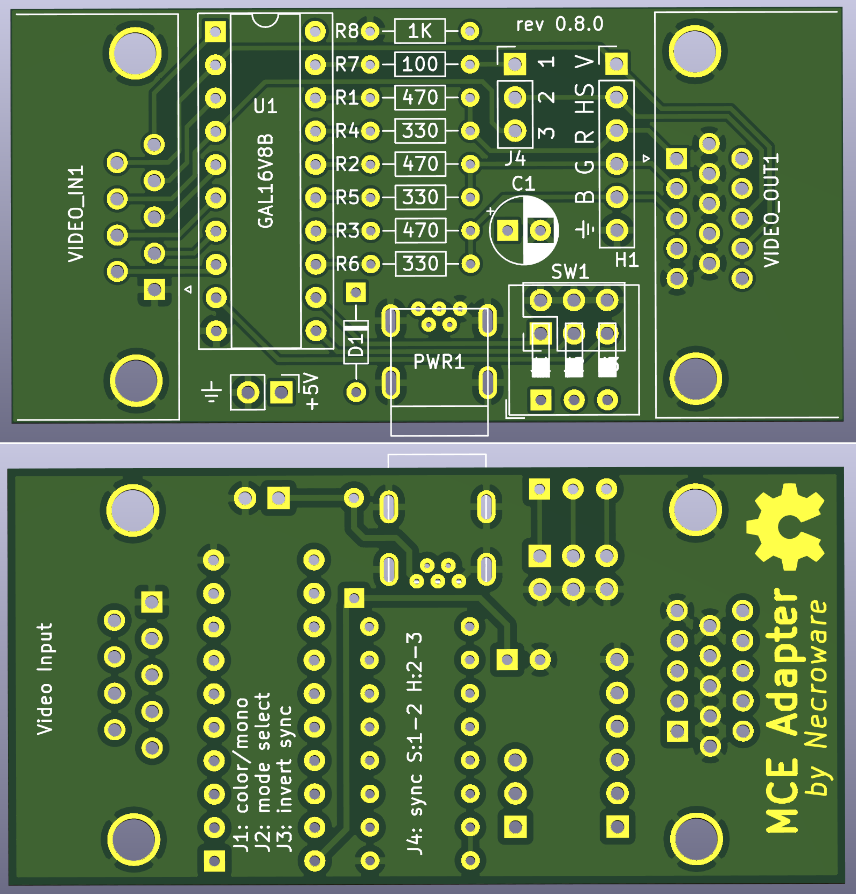 rev 0.8.0
R8 1K
R7 100
R1 470
R4 330
R2 470
R5 330
R3 470
R6 330
U1
GAL16V8B
VIDEO_IN1
1
2
3
J4
V
HS
R
G
B
H1
C1
+
SW1
D1
PWR1
+5V
VIDEO_OUT1
Video Input
J1: color/mono
J2: mode select
J3: invert sync
J4: sync S:1-2 H:2-3
MCE Adapter
by Necroware